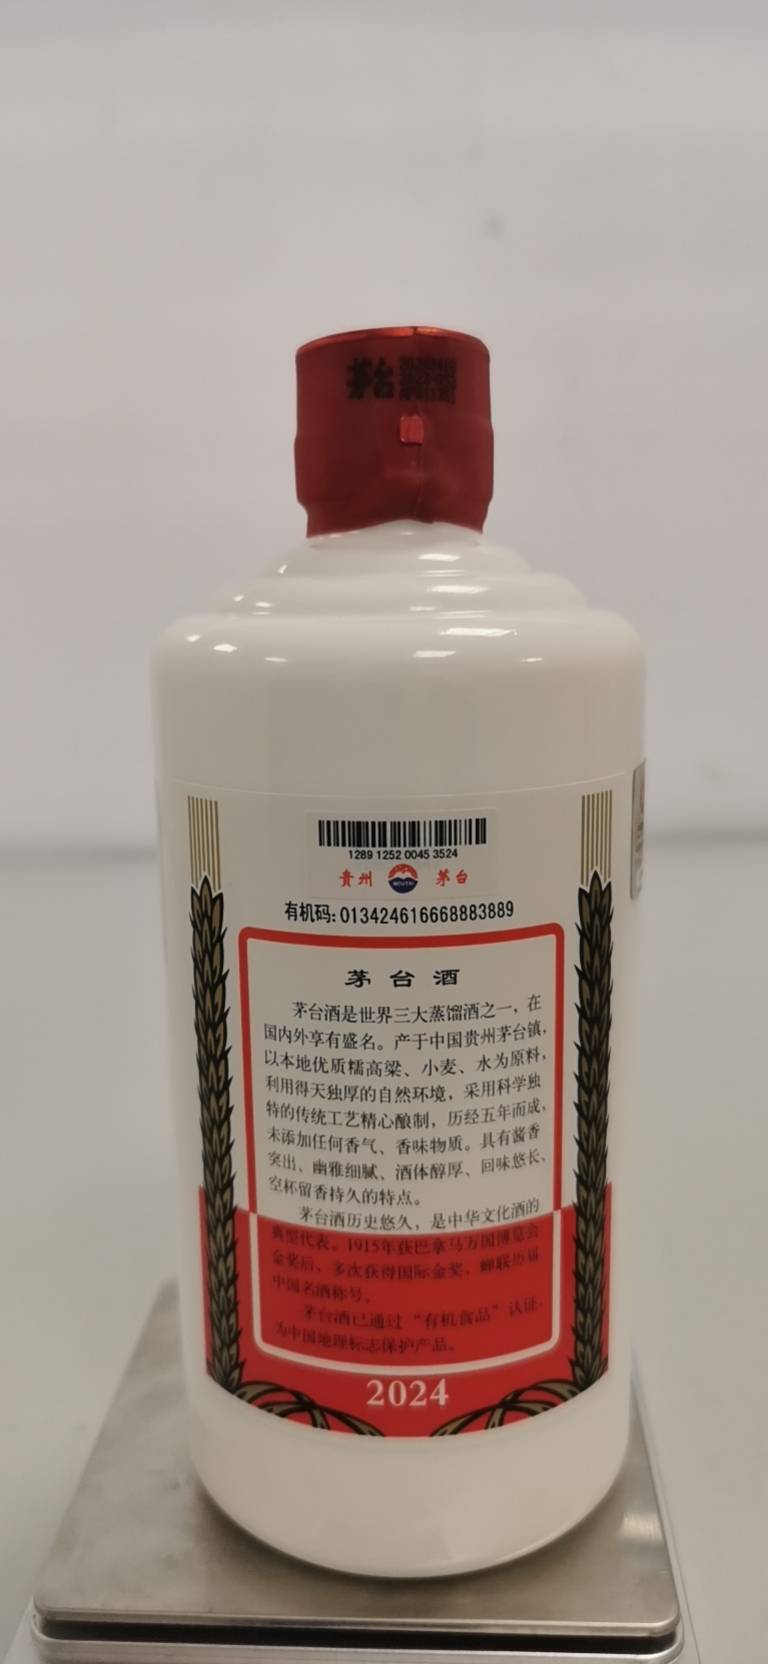 茅台
1289 1252 0045 3524
贵州 MOUTAI 茅台
有机码:013424616668883889
茅台酒
茅台酒是世界三大蒸馏酒之一，在
国内外享有盛名。产于中国贵州茅台镇，
以本地优质糯高粱、小麦、水为原料，
利用得天独厚的自然环境，采用科学独
特的传统工艺精心酿制，历经五年而成，
未添加任何香气、香味物质。具有酱香
突出、幽雅细腻、酒体醇厚、回味悠长、
空杯留香持久的特点。
茅台酒历史悠久，是中华文化酒的
典型代表。1915年获巴拿马万国博览会
金奖后，多次获得国际金奖，蝉联历届
中国名酒称号。
茅台酒已通过“有机食品”认证，
为中国地理标志保护产品。
2024